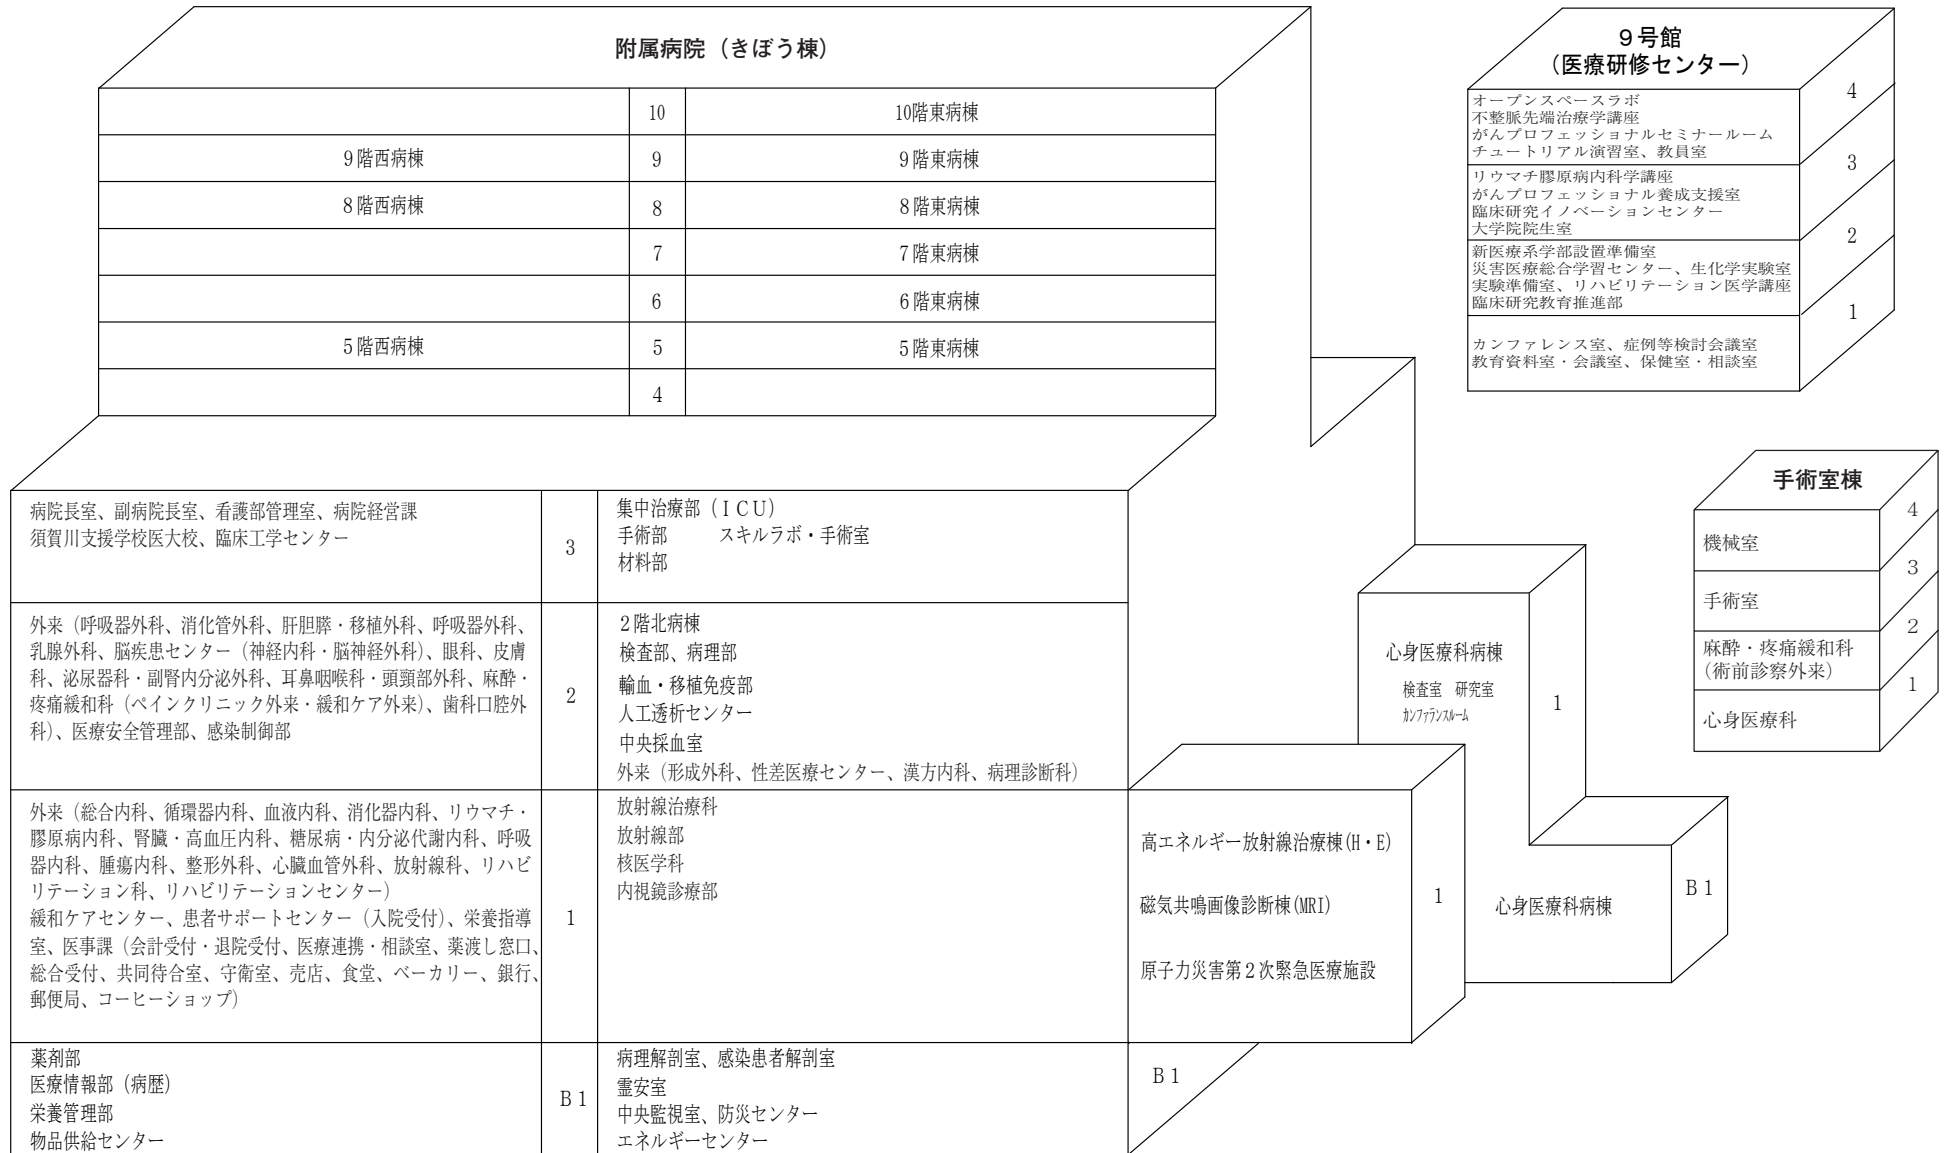 附属病院（きぼう棟）
10
10階東病棟
9階西病棟
9
9階東病棟
8階西病棟
8
8階東病棟
7
7階東病棟
6
6階東病棟
5階西病棟
5
5階東病棟
4
病院長室、副病院長室、看護部管理室、病院経営課
須賀川支援学校医大校、臨床工学センター
3
集中治療部（ＩＣＵ）
手術部　　スキルラボ・手術室
材料部
外来（呼吸器外科、消化管外科、肝胆膵・移植外科、呼吸器外科、
乳腺外科、脳疾患センター（神経内科・脳神経外科）、眼科、皮膚
科、泌尿器科・副腎内分泌外科、耳鼻咽喉科・頭頸部外科、麻酔・
疼痛緩和科（ペインクリニック外来・緩和ケア外来）、歯科口腔外
科）、医療安全管理部、感染制御部
2
2階北病棟
検査部、病理部
輸血・移植免疫部
人工透析センター
中央採血室
外来（形成外科、性差医療センター、漢方内科、病理診断科）
外来（総合内科、循環器内科、血液内科、消化器内科、リウマチ・
膠原病内科、腎臓・高血圧内科、糖尿病・内分泌代謝内科、呼吸
器内科、腫瘍内科、整形外科、心臓血管外科、放射線科、リハビ
リテーション科、リハビリテーションセンター）
緩和ケアセンター、患者サポートセンター（入院受付）、栄養指導
室、医事課（会計受付・退院受付、医療連携・相談室、薬渡し窓口、
総合受付、共同待合室、守衛室、売店、食堂、ベーカリー、銀行、
郵便局、コーヒーショップ）
1
放射線治療科
放射線部
核医学科
内視鏡診療部
高エネルギー放射線治療棟(H・E)
磁気共鳴画像診断棟(MRI)
原子力災害第2次緊急医療施設
1
薬剤部
医療情報部（病歴）
栄養管理部
物品供給センター
B1
病理解剖室、感染患者解剖室
霊安室
中央監視室、防災センター
エネルギーセンター
B1
心身医療科病棟
検査室　研究室
カンファランスルーム
1
心身医療科病棟
B1
9号館
（医療研修センター）
オープンスペースラボ
不整脈先端治療学講座
がんプロフェッショナルセミナールーム
チュートリアル演習室、教員室
4
リウマチ膠原病内科学講座
がんプロフェッショナル養成支援室
臨床研究イノベーションセンター
大学院院生室
3
新医療系学部設置準備室
災害医療総合学習センター、生化学実験室
実験準備室、リハビリテーション医学講座
臨床研究教育推進部
2
カンファレンス室、症例等検討会議室
教育資料室・会議室、保健室・相談室
1
手術室棟
機械室
4
手術室
3
麻酔・疼痛緩和科
（術前診察外来）
2
心身医療科
1